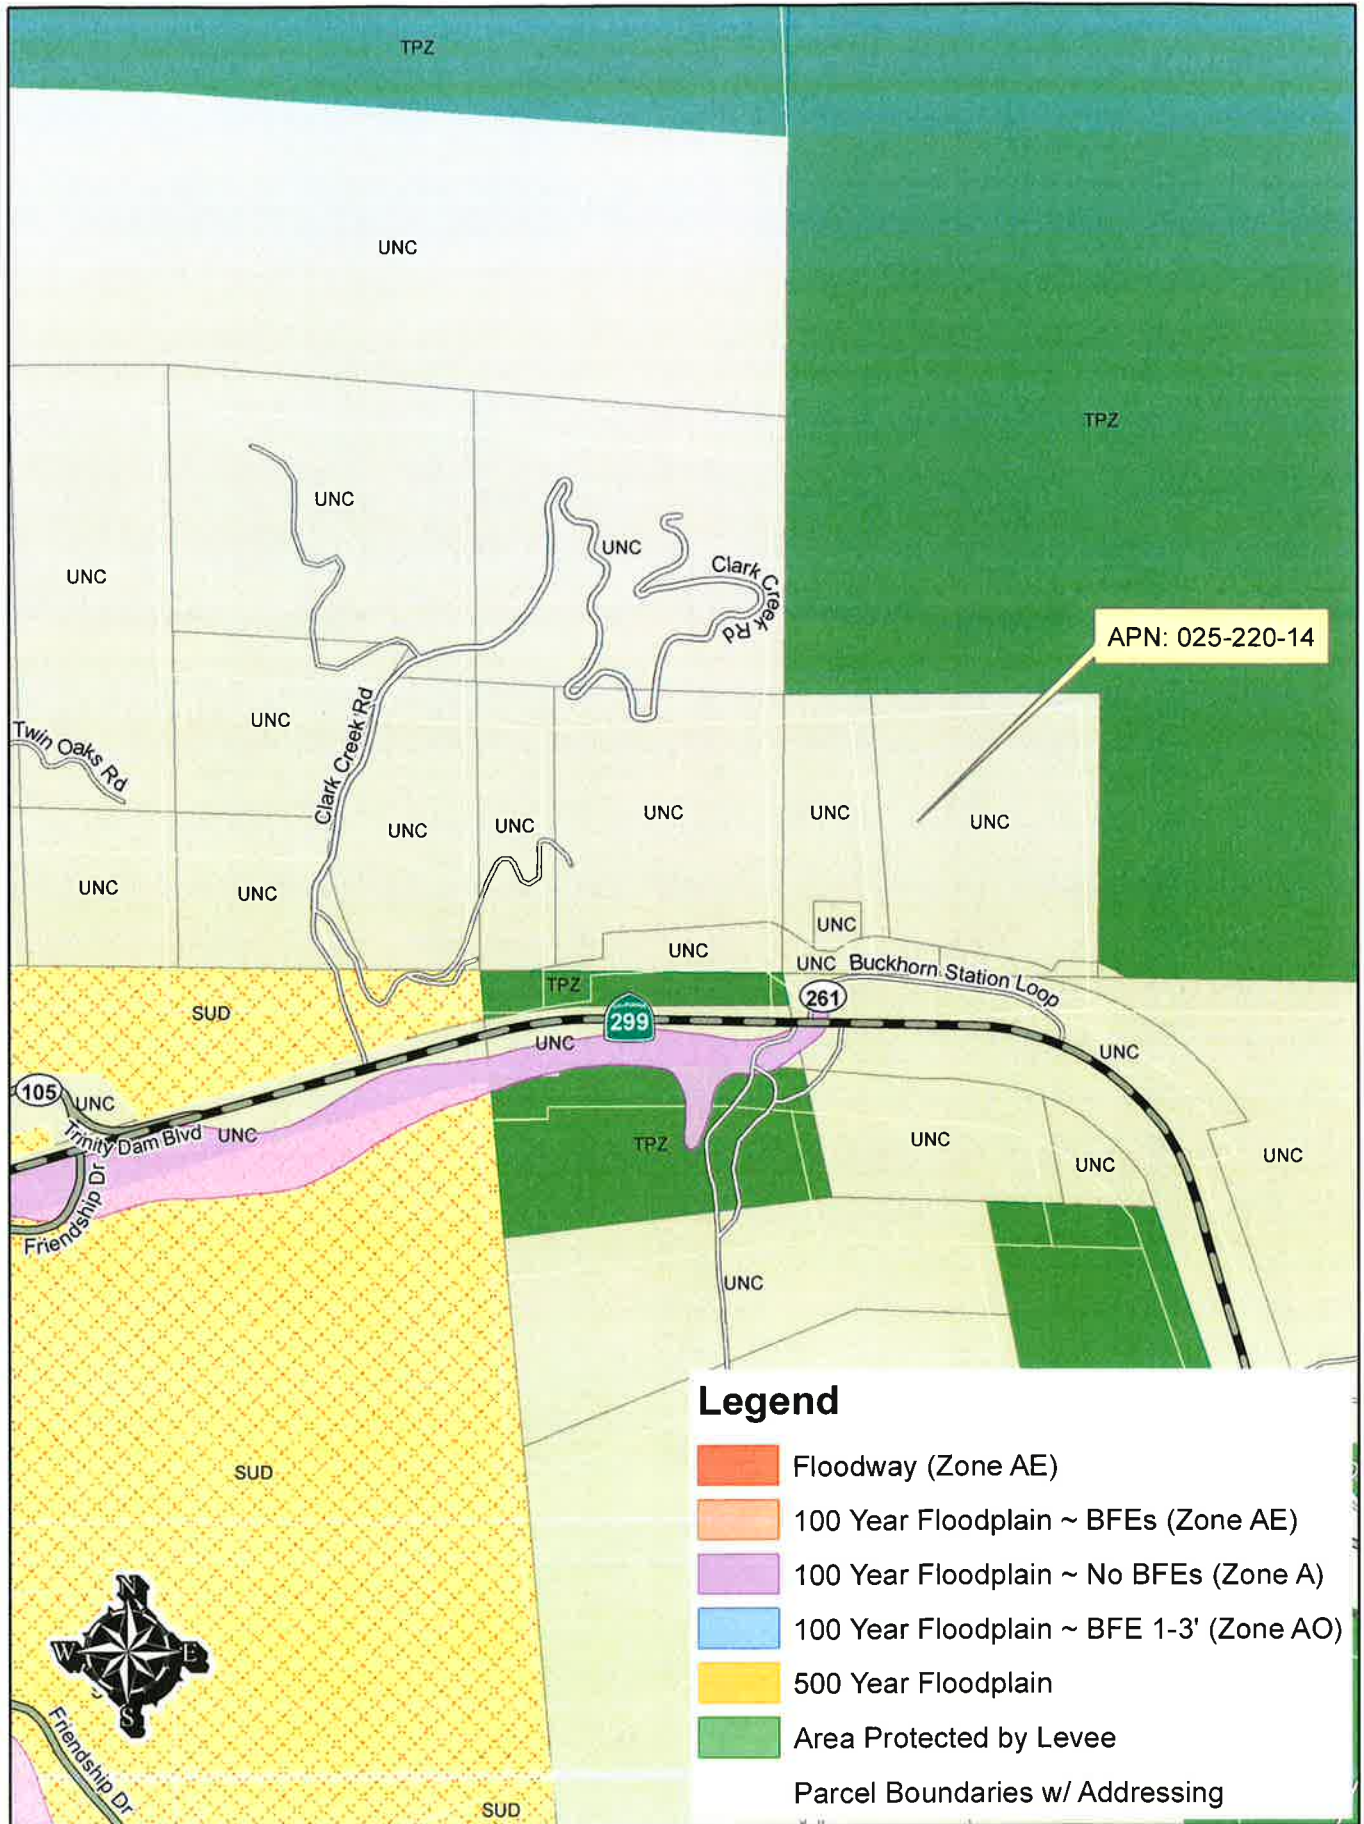 TPZ
UNC
TPZ
UNC
UNC
UNC
Clark Creek Rd
APN: 025-220-14
UNC
Clark Creek Rd
Twin Oaks Rd
UNC
UNC
UNC
UNC
UNC
UNC
UNC
UNC
UNC
UNC
UNC Buckhorn Station Loop
TPZ
261
SUD
CALIFORNIA
299
UNC
UNC
105
UNC
Trinity Dam Blvd
UNC
TPZ
UNC
UNC
UNC
Friendship Dr
UNC
Legend
Floodway (Zone AE)
100 Year Floodplain ~ BFEs (Zone AE)
SUD
100 Year Floodplain ~ No BFEs (Zone A)
100 Year Floodplain ~ BFE 1-3' (Zone AO)
N
W E
S
500 Year Floodplain
Area Protected by Levee
Friendship Dr
Parcel Boundaries w/ Addressing
SUD